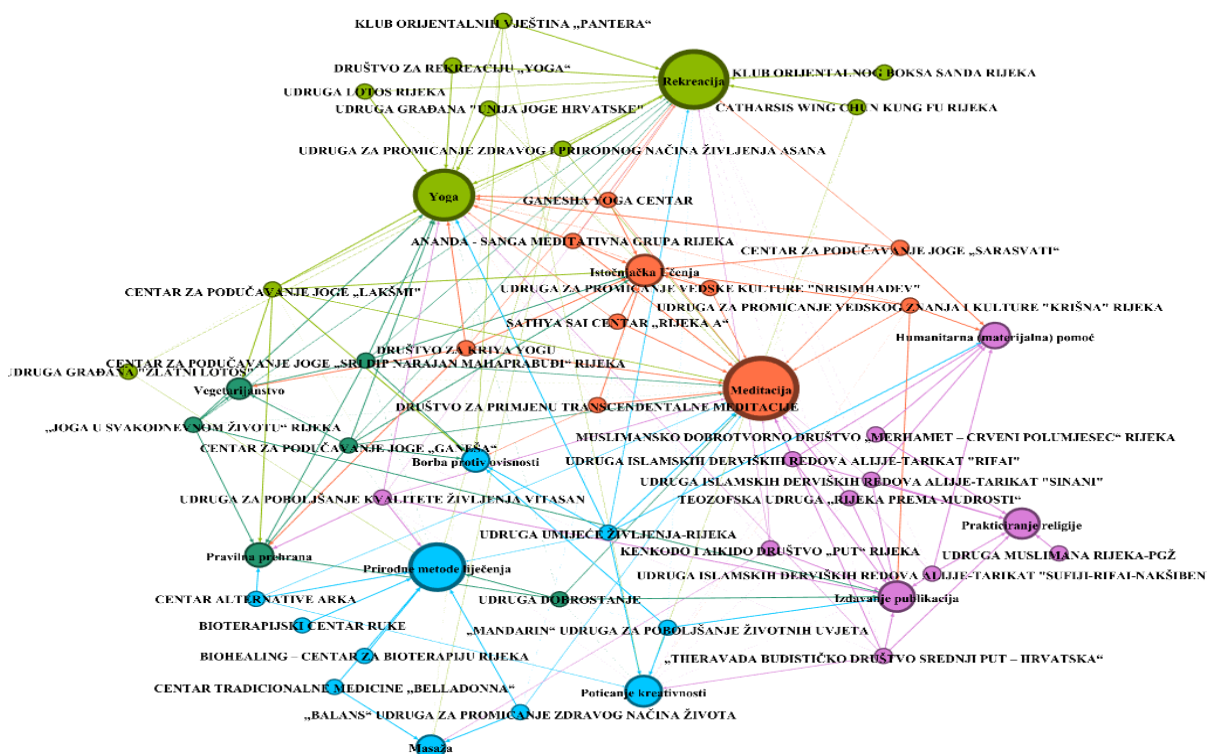 KLUB ORIJENTALNIH VJEŠTINA „PANTERA“
DRUŠTVO ZA REKREACIJU „YOGA“
KLUB ORIJENTALNOG BOKSA SANDA RIJEKA
Rekreacija
UDRUGA LOTOS RIJEKA
UDRUGA GRAĐANA "UNIJA JOGE HRVATSKE"
CATHARSIS WING CHUN KUNG FU RIJEKA
UDRUGA ZA PROMICANJE ZDRAVOG I PRIRODNOG NAČINA ŽIVLJENJA ASANA
Yoga
GANESHA YOGA CENTAR
ANANDA - SANGA MEDITATIVNA GRUPA RIJEKA
CENTAR ZA PODUČAVANJE JOGE „SARASVATI“
Istočnjačka Učenja
CENTAR ZA PODUČAVANJE JOGE „LAKŠMI“
UDRUGA ZA PROMICANJE VEDSKE KULTURE "NRISIMHADEV"
UDRUGA ZA PROMICANJE VEDSKOG ZNANJA I KULTURE "KRIŠNA" RIJEKA
SATHYA SAI CENTAR „RIJEKA A“
Humanitarna (materijalna) pomoć
DRUŠTVO ZA KRIYA YOGU
CENTAR ZA PODUČAVANJE JOGE „SRI DIP NARAJAN MAHAPRABUĐI“ RIJEKA
UDRUGA GRAĐANA "ZLATNI LOTOS"
Vegetarijanstvo
Meditacija
DRUŠTVO ZA PRIMJENU TRANSCENDENTALNE MEDITACIJE
„JOGA U SVAKODNEVNOM ŽIVOTU“ RIJEKA
MUSLIMANSKO DOBROTVORNO DRUŠTVO „MERHAMET – CRVENI POLUMJESEC“ RIJEKA
CENTAR ZA PODUČAVANJE JOGE „GANEŠA“
Borba protiv ovisnosti
UDRUGA ISLAMSKIH DERVIŠKIH REDOVA ALIJJE-TARIKAT "RIFAI"
UDRUGA ISLAMSKIH DERVIŠKIH REDOVA ALIJJE-TARIKAT "SINANI"
UDRUGA ZA POBOLJŠANJE KVALITETE ŽIVLJENJA VITASAN
TEOZOFSKA UDRUGA „RIJEKA PREMA MUDROSTI“
Prakticiranje religije
UDRUGA UMIJEĆE ŽIVLJENJA-RIJEKA
KENKODO I AIKIDO DRUŠTVO „PUT“ RIJEKA
UDRUGA MUSLIMANA RIJEKA-PGŽ
Pravilna prehrana
Prirodne metode liječenja
UDRUGA ISLAMSKIH DERVIŠKIH REDOVA ALIJJE-TARIKAT "SUFIJI-RIFAI-NAKŠIBEN
CENTAR ALTERNATIVE ARKA
UDRUGA DOBROSTANJE
Izdavanje publikacija
BIOTERAPIJSKI CENTAR RUKE
„MANDARIN“ UDRUGA ZA POBOLJŠANJE ŽIVOTNIH UVJETA
BIOHEALING – CENTAR ZA BIOTERAPIJU RIJEKA
„THERAVADA BUDISTIČKO DRUŠTVO SREDNJI PUT – HRVATSKA“
CENTAR TRADICIONALNE MEDICINE „BELLADONNA“
Poticanje kreativnosti
„BALANS“ UDRUGA ZA PROMICANJE ZDRAVOG NAČINA ŽIVOTA
Masaža